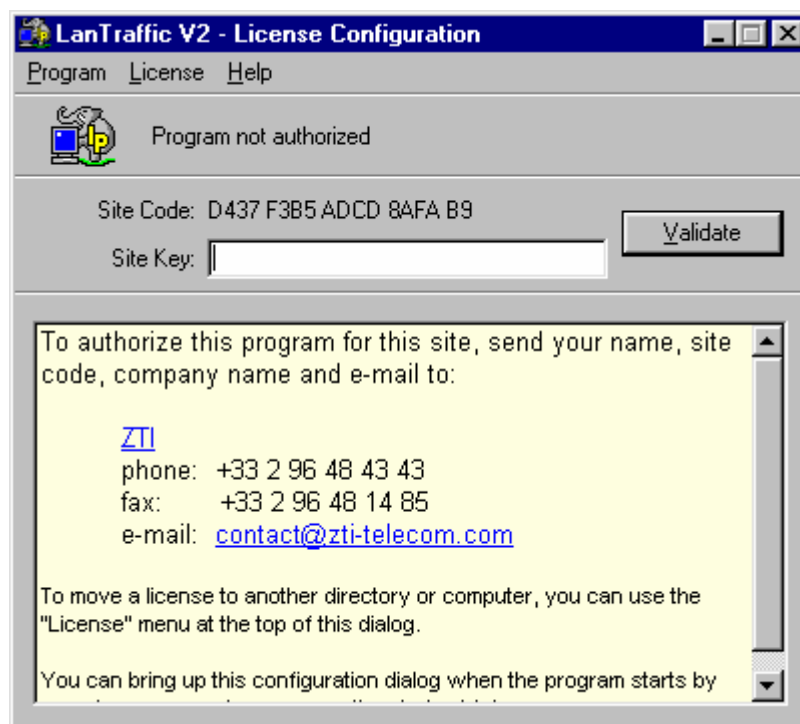 LanTraffic V2 - License Configuration
Program License Help
Program not authorized
Site Code: D437 F3B5 ADCD 8AFA B9
Validate
Site Key:
To authorize this program for this site, send your name, site
code, company name and e-mail to:
ZTI
phone: +33 2 96 48 43 43
fax: +33 2 96 48 14 85
e-mail: contact@zti-telecom.com
To move a license to another directory or computer, you can use the
"License" menu at the top of this dialog.
You can bring up this configuration dialog when the program starts by